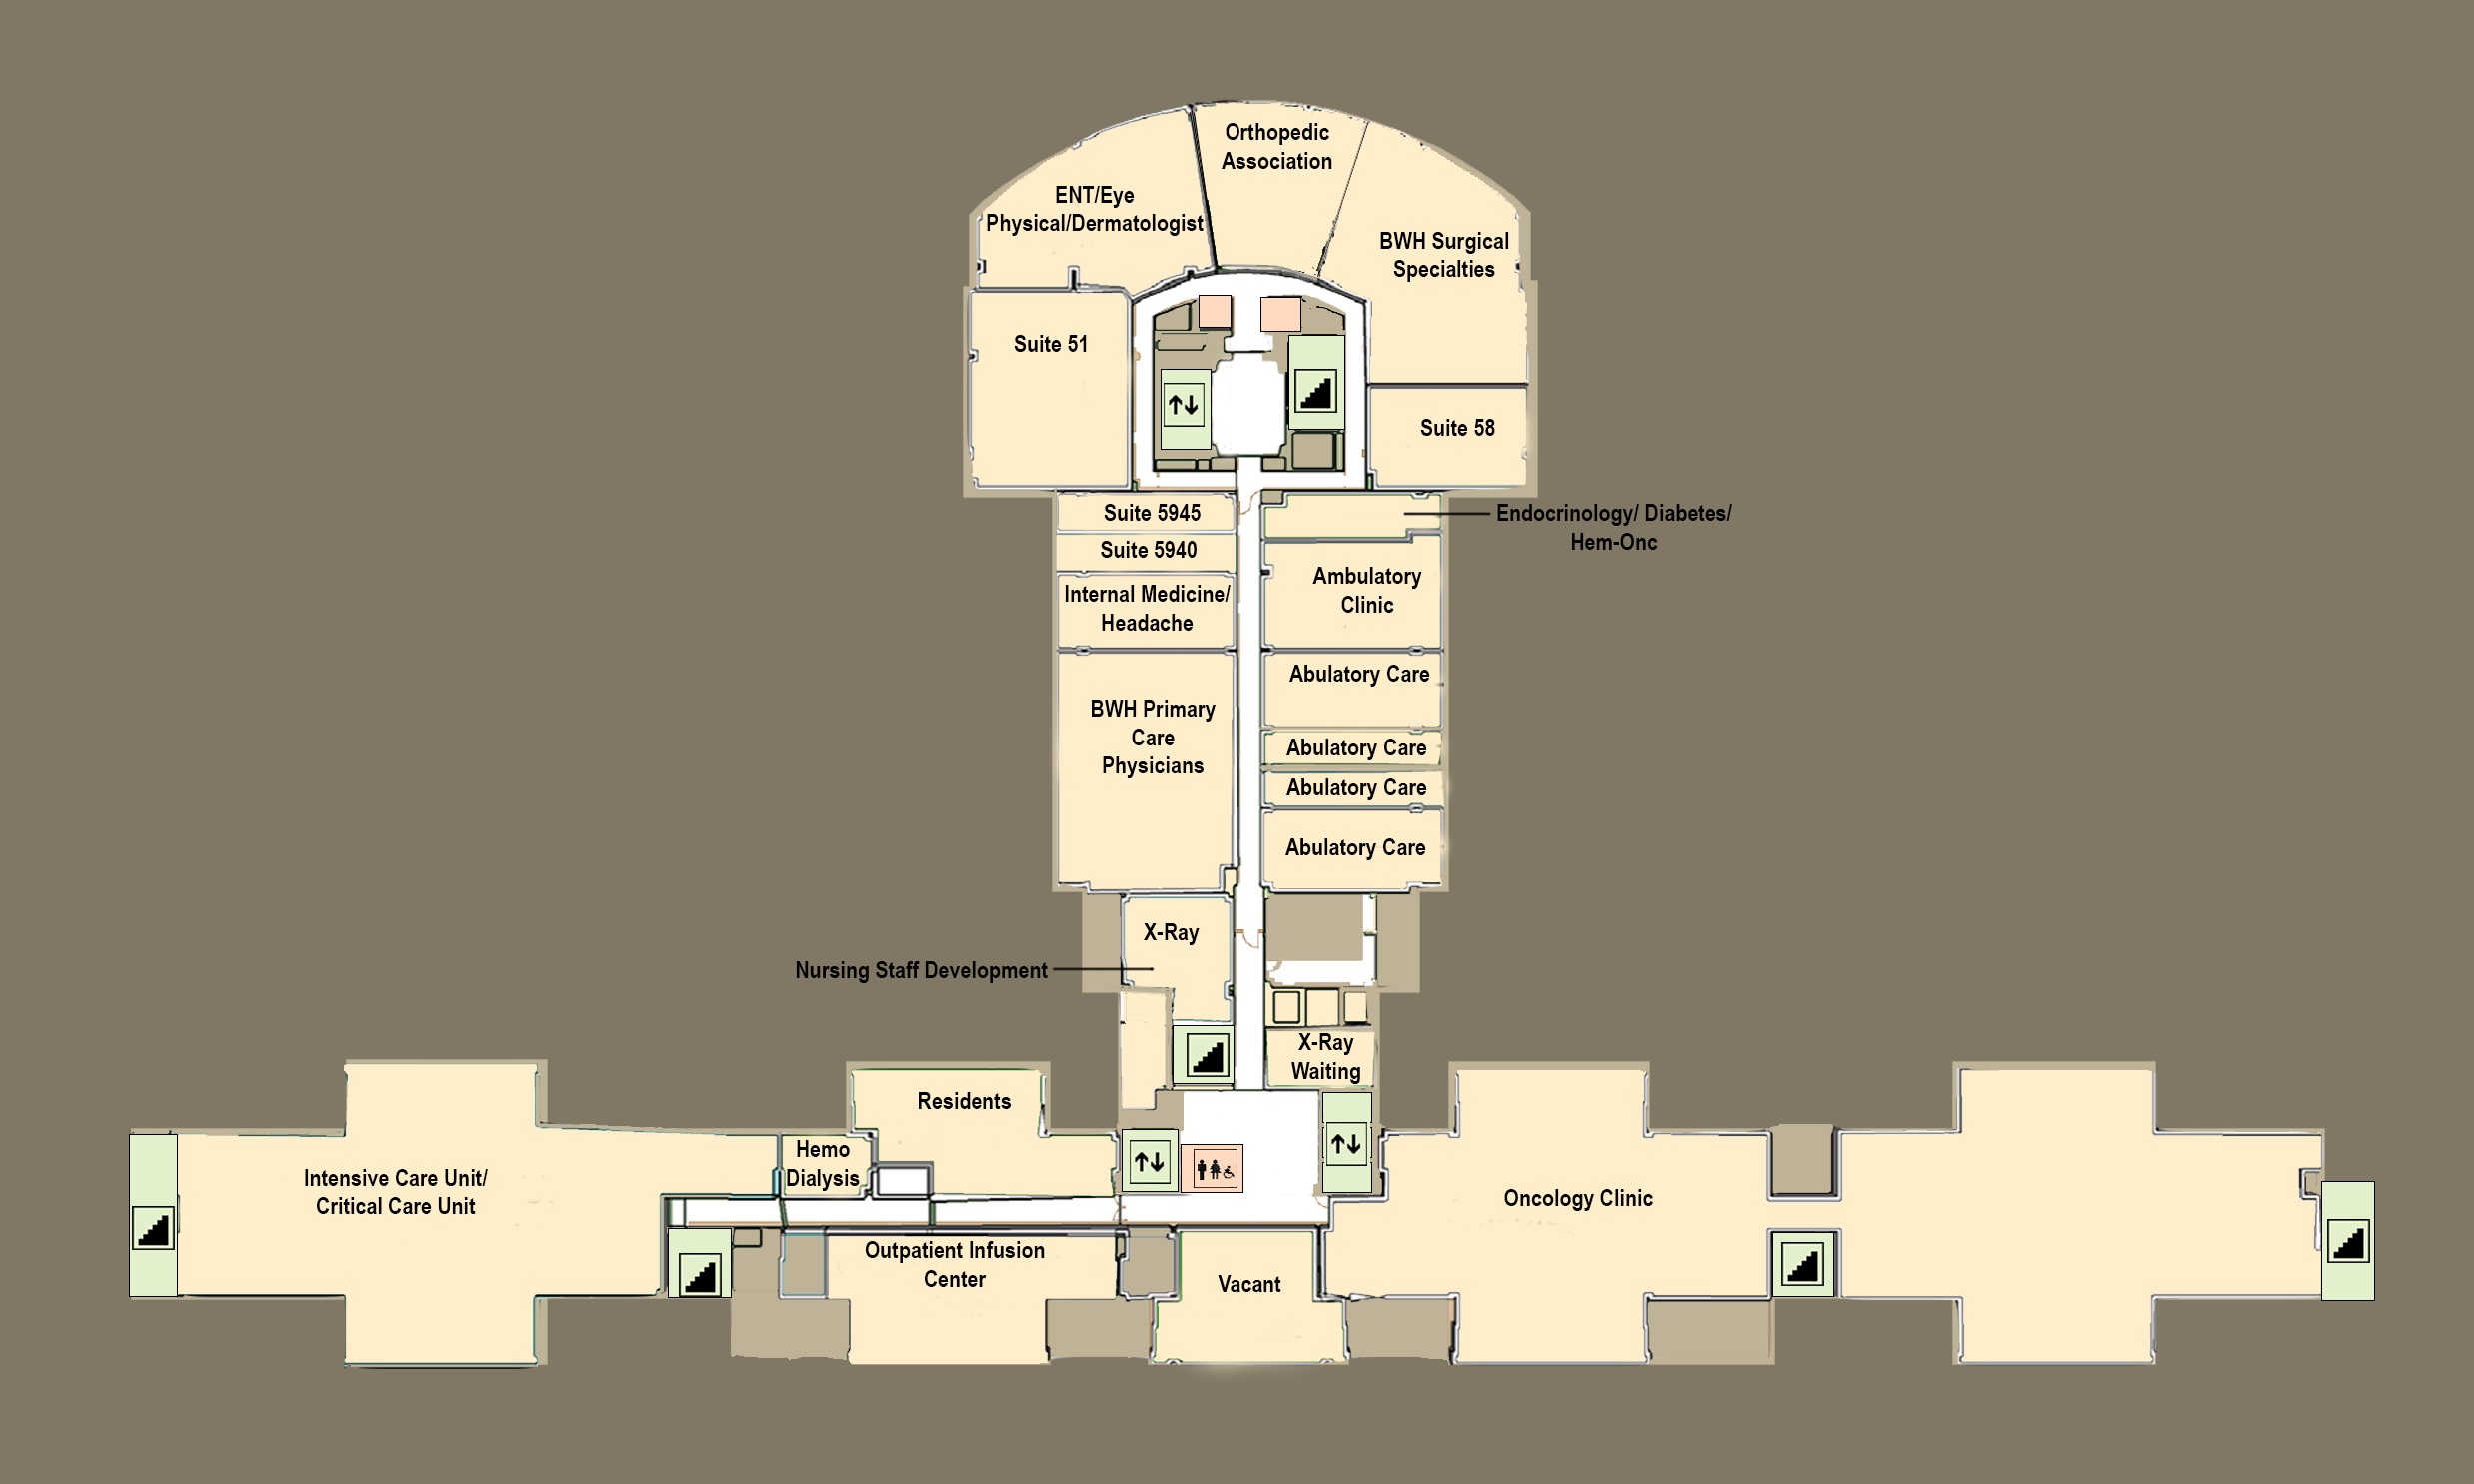 Orthopedic
Association
ENT/Eye
Physical/Dermatologist
BWH Surgical
Specialties
Suite 51
Suite 58
Suite 5945
Endocrinology/ Diabetes/
Hem-Onc
Suite 5940
Ambulatory
Clinic
Internal Medicine/
Headache
Abulatory Care
BWH Primary
Care
Physicians
Abulatory Care
Abulatory Care
Abulatory Care
X-Ray
Nursing Staff Development
X-Ray
Waiting
Residents
Hemo
Dialysis
Intensive Care Unit/
Critical Care Unit
Oncology Clinic
Outpatient Infusion
Center
Vacant